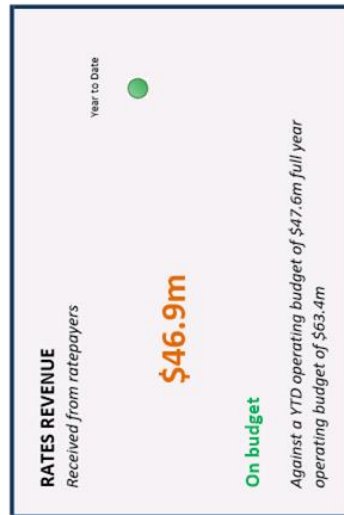 RATES REVENUE
Received from ratepayers
Year to Date
$46.9m
On budget
Against a YTD operating budget of $47.6m full year
operating budget of $63.4m